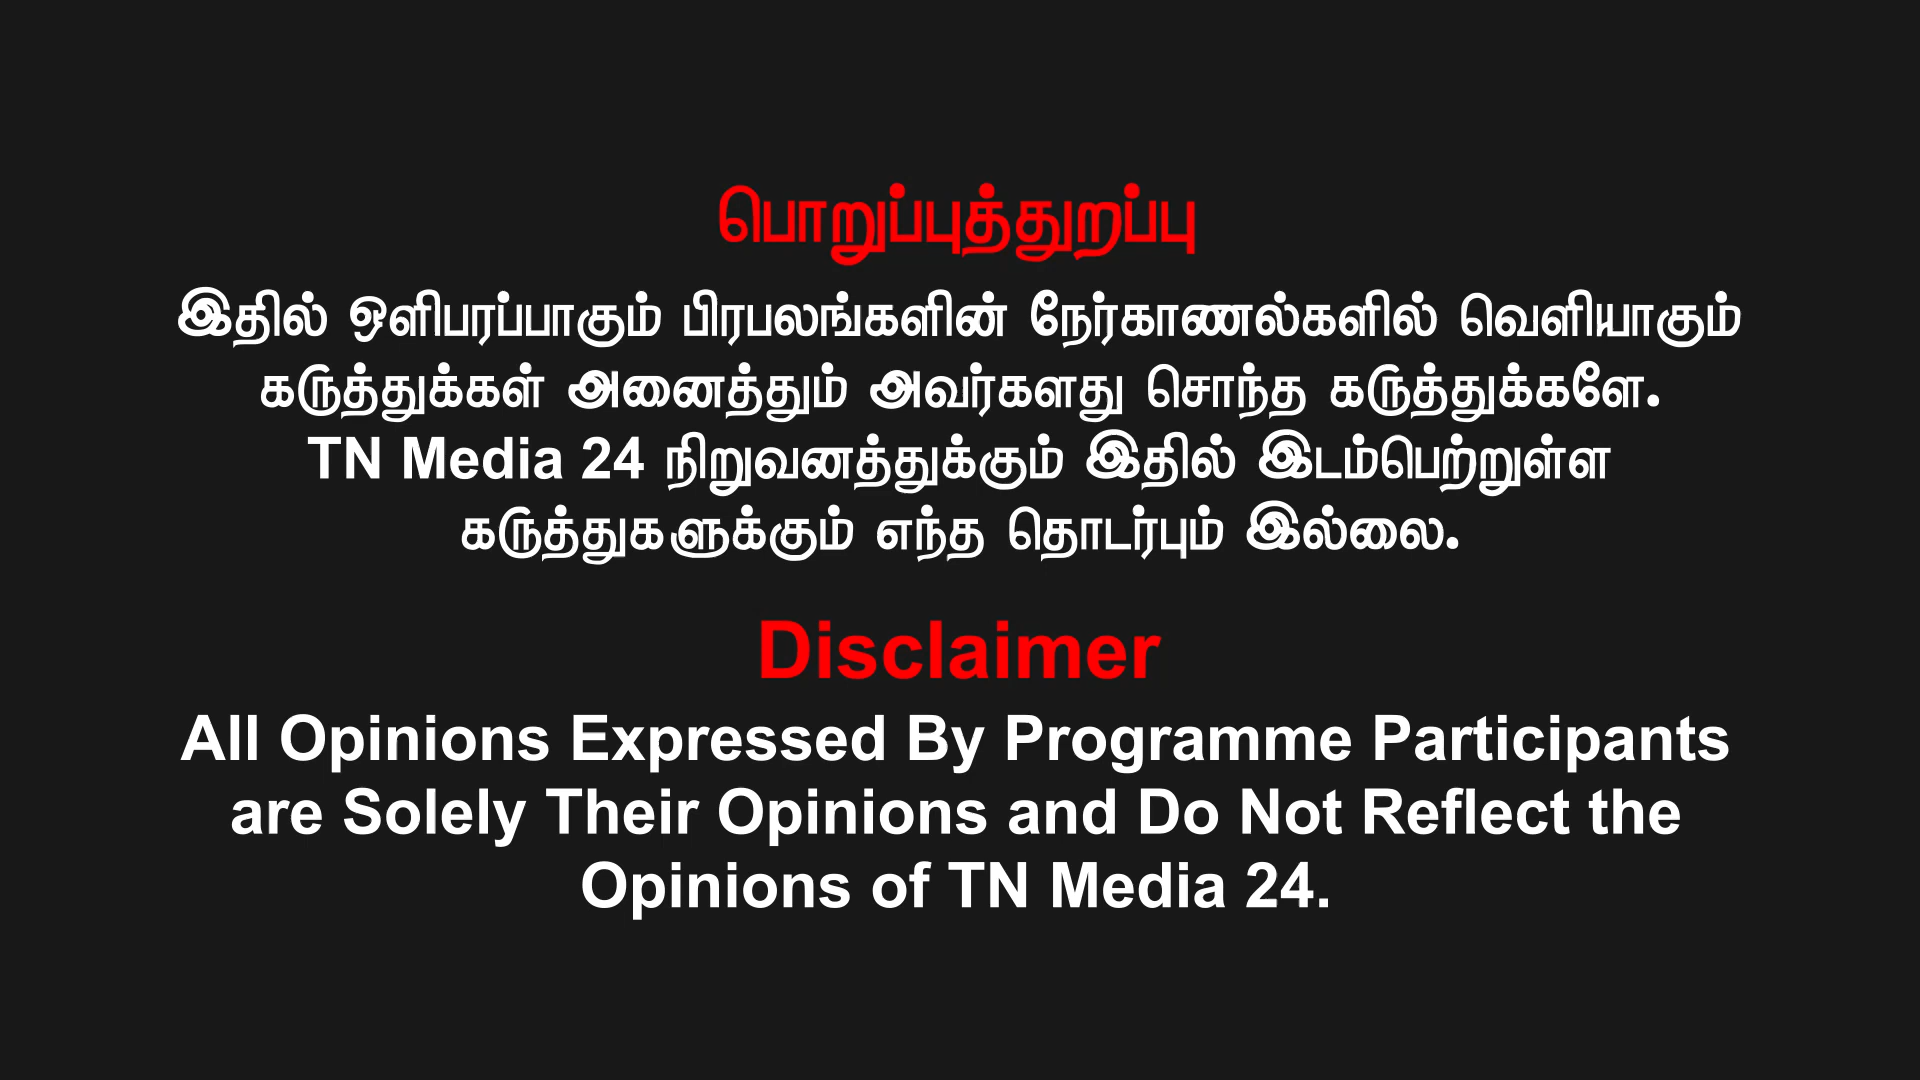 பொறுப்புத்துறப்பு
இதில் ஒளிபரப்பாகும் பிரபலங்களின் நேர்காணல்களில் வெளியாகும்
கருத்துக்கள் அனைத்தும் அவர்களது சொந்த கருத்துக்களே.
TN Media 24 நிறுவனத்துக்கும் இதில் இடம்பெற்றுள்ள
கருத்துகளுக்கும் எந்த தொடர்பும் இல்லை.
Disclaimer
All Opinions Expressed By Programme Participants
are Solely Their Opinions and Do Not Reflect the
Opinions of TN Media 24.